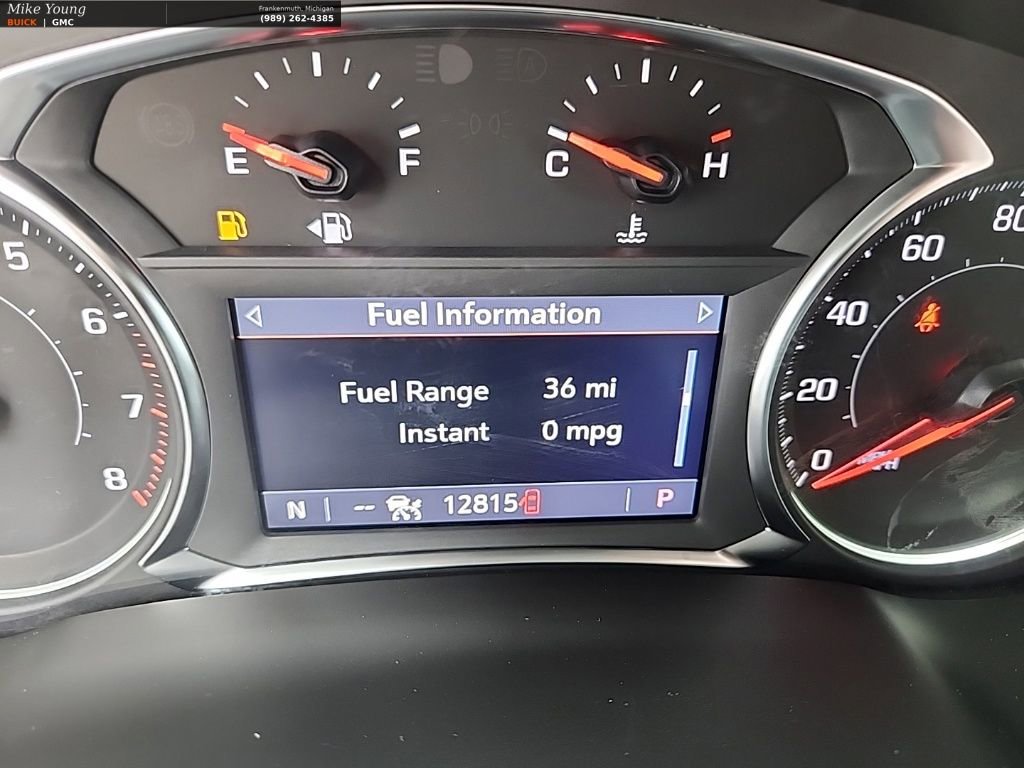 Mike Young
BUICK | GMC
Frankenmuth, Michigan
(989) 262-4385
E F
C H
5
6
7
8
Fuel Information
Fuel Range 36 mi
Instant 0 mpg
N | -- 12815 | P
80
60
40
20
0